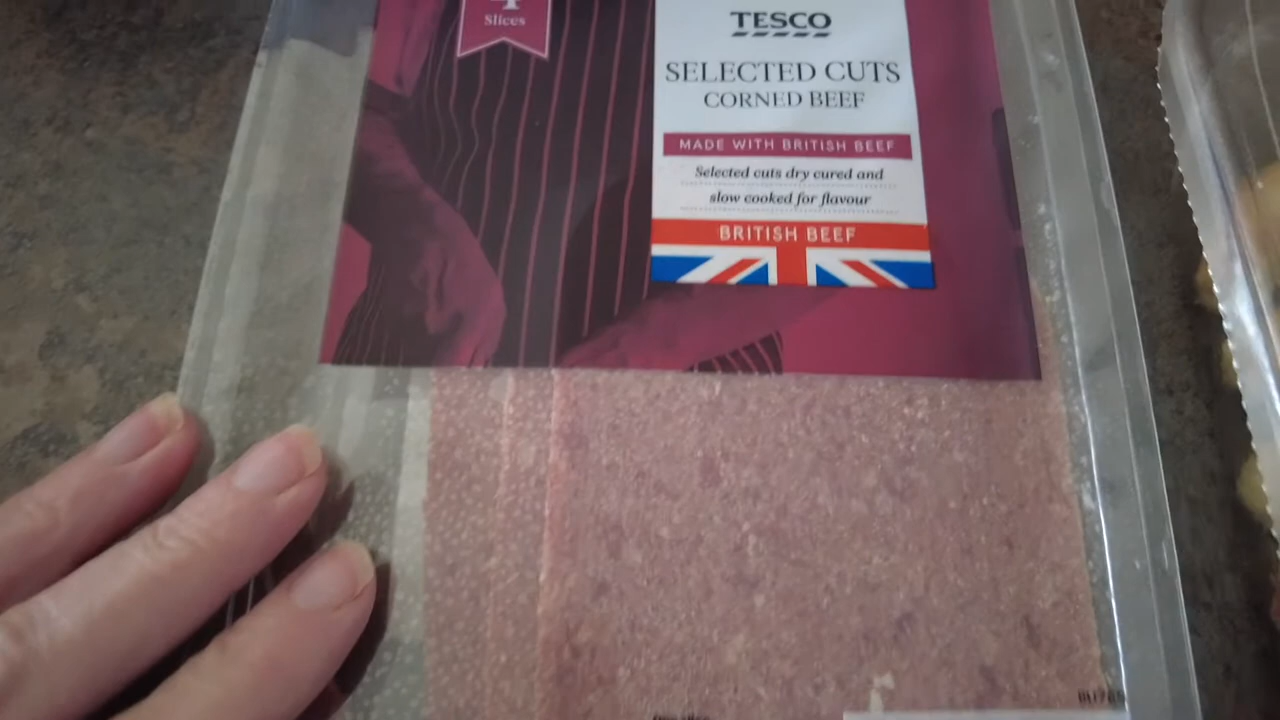 4
Slices
TESCO
SELECTED CUTS
CORNED BEEF
MADE WITH BRITISH BEEF
Selected cuts dry cured and
slow cooked for flavour
BRITISH BEEF